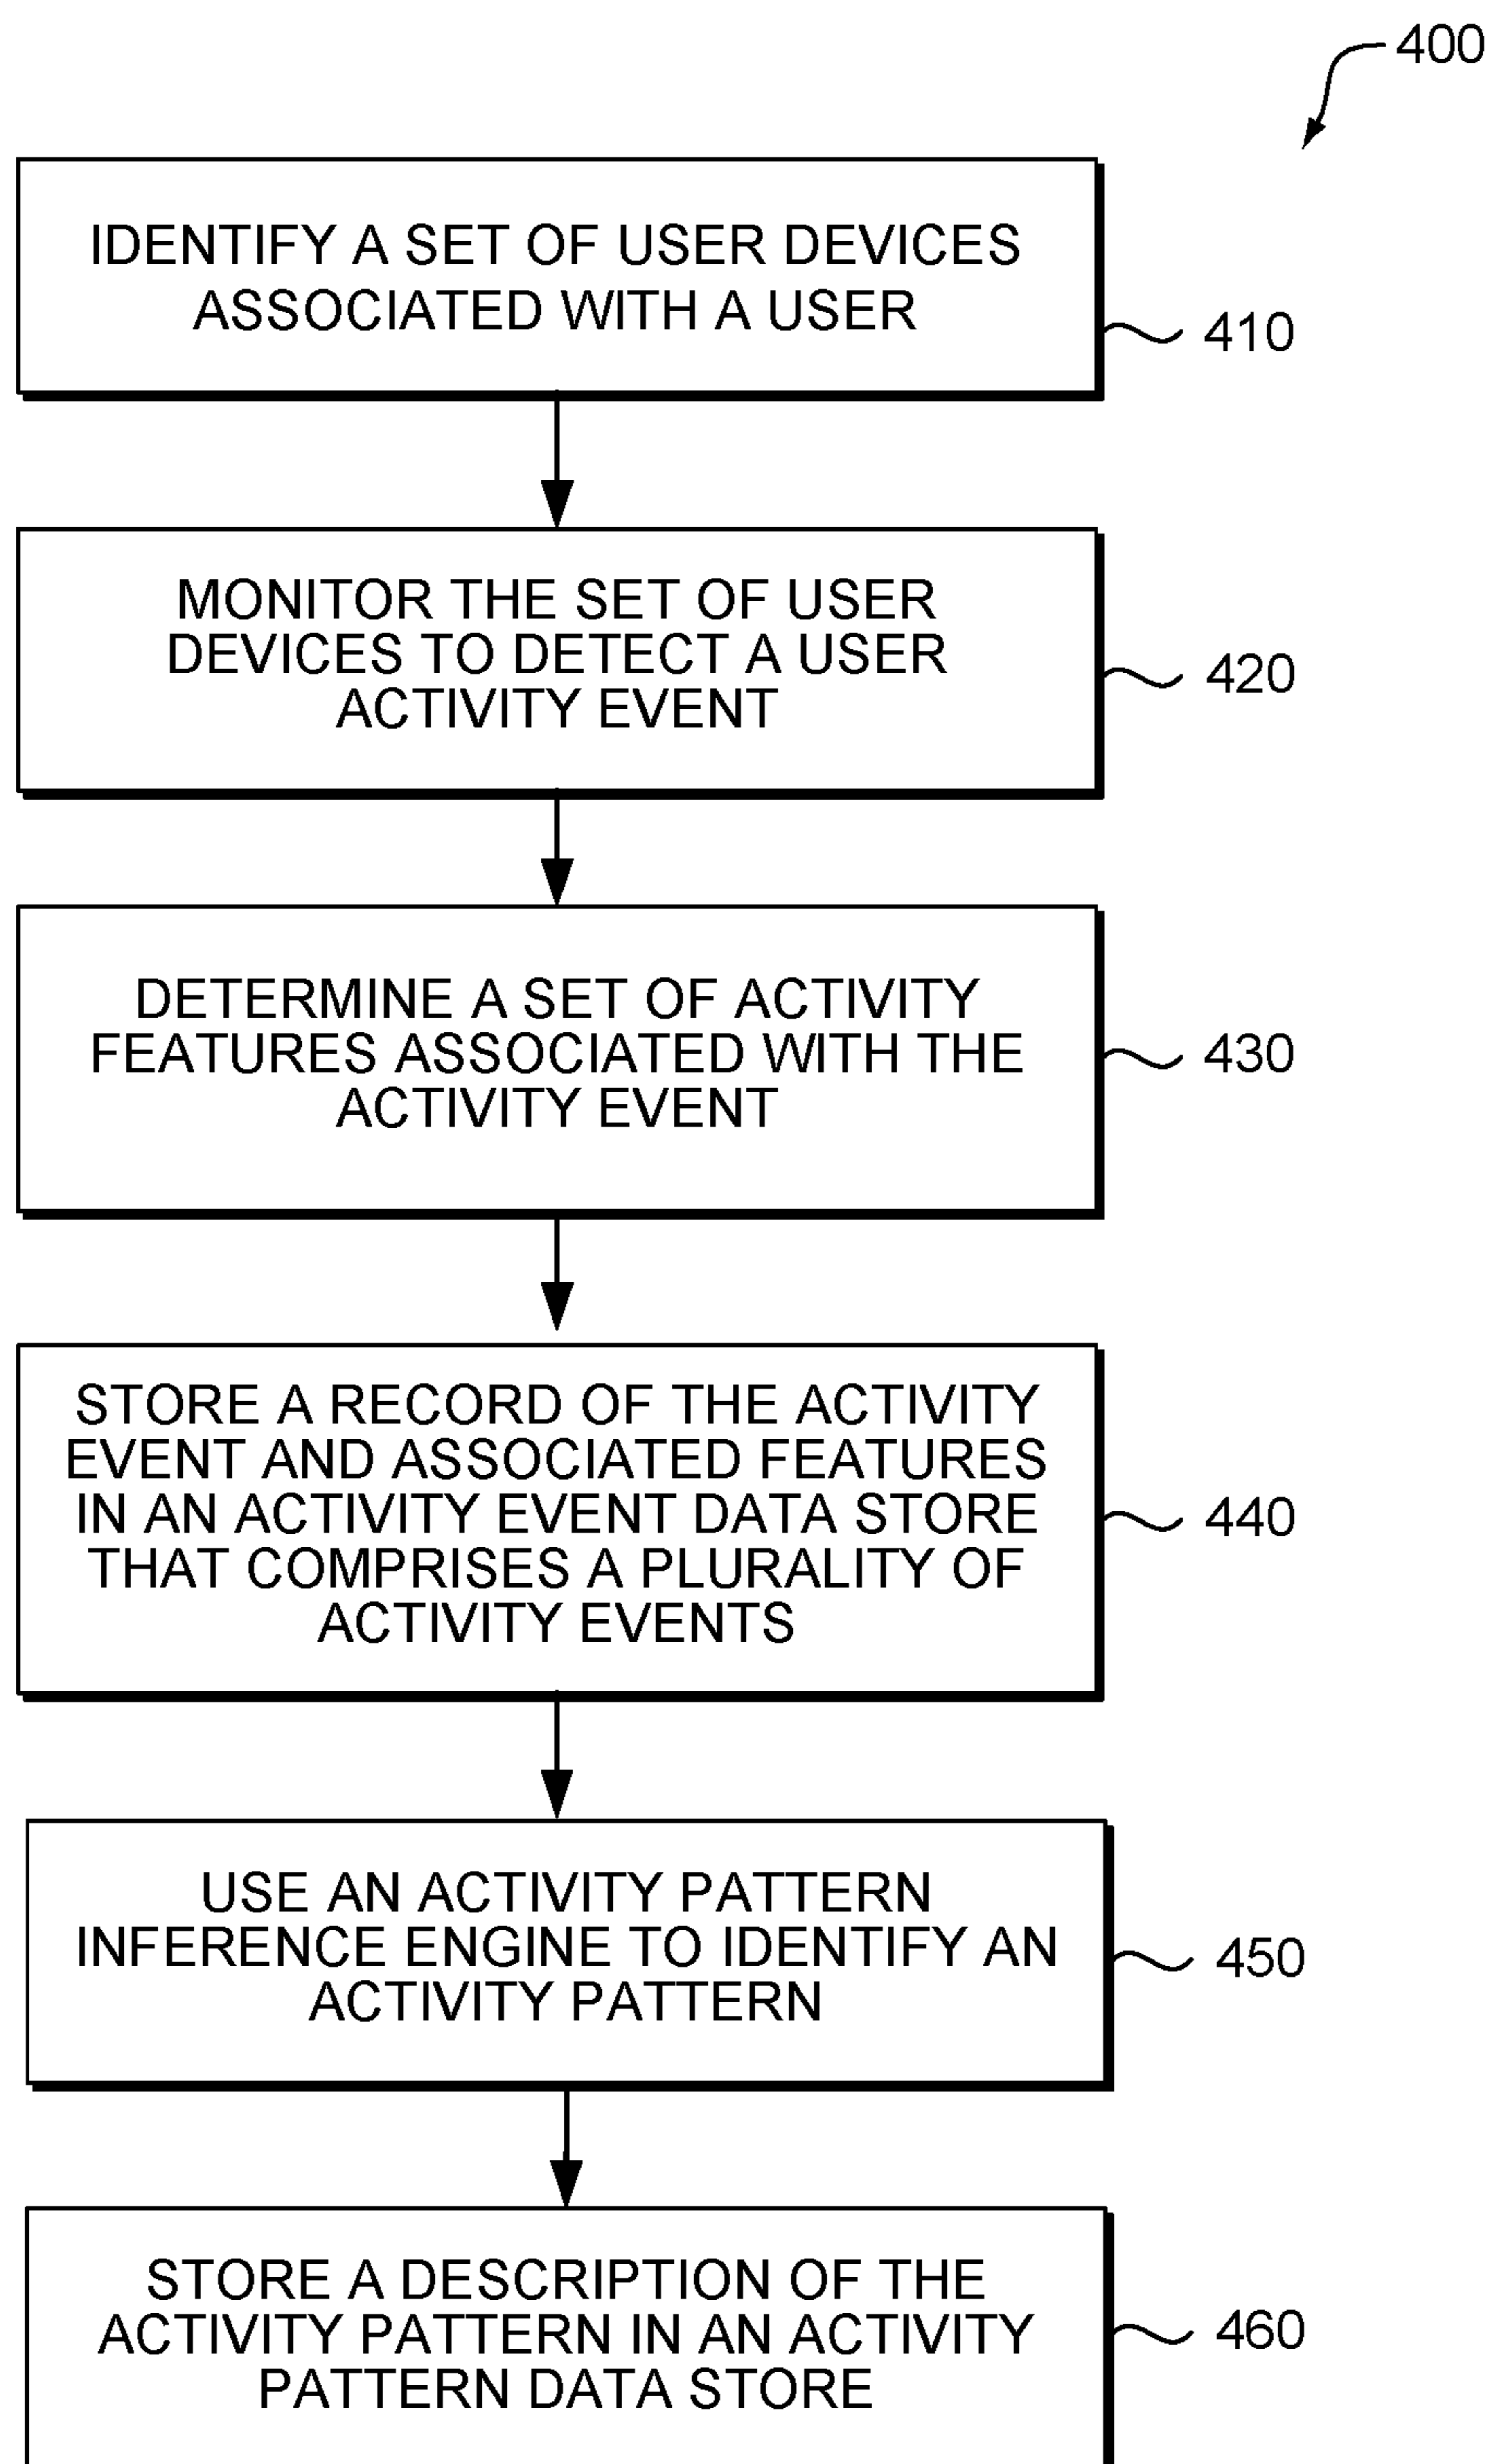 400
IDENTIFY A SET OF USER DEVICES
ASSOCIATED WITH A USER
410
MONITOR THE SET OF USER
DEVICES TO DETECT A USER
ACTIVITY EVENT
420
DETERMINE A SET OF ACTIVITY
FEATURES ASSOCIATED WITH THE
ACTIVITY EVENT
430
STORE A RECORD OF THE ACTIVITY
EVENT AND ASSOCIATED FEATURES
IN AN ACTIVITY EVENT DATA STORE
THAT COMPRISES A PLURALITY OF
ACTIVITY EVENTS
440
USE AN ACTIVITY PATTERN
INFERENCE ENGINE TO IDENTIFY AN
ACTIVITY PATTERN
450
STORE A DESCRIPTION OF THE
ACTIVITY PATTERN IN AN ACTIVITY
PATTERN DATA STORE
460